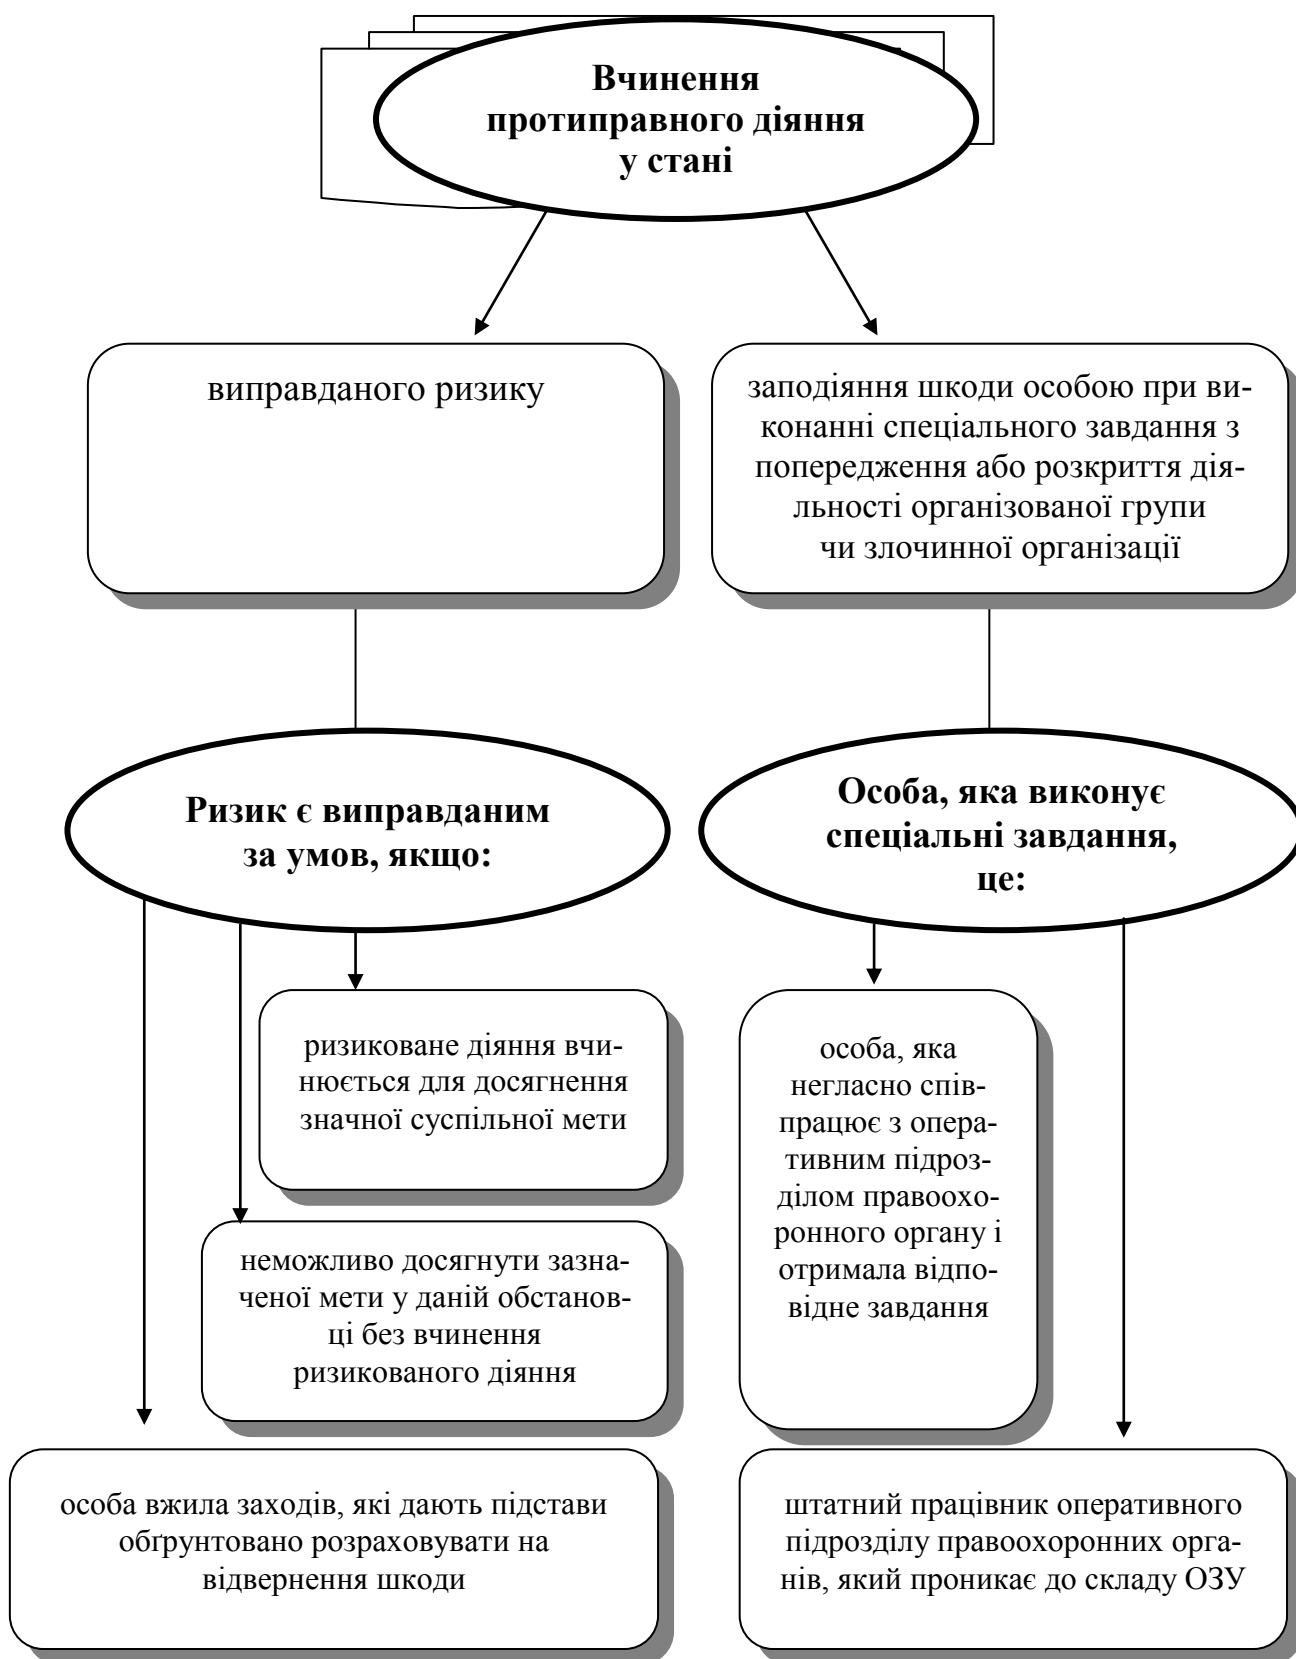 Вчинення
протиправного діяння
у стані
виправданого ризику
заподіяння шкоди особою при ви-
конанні спеціального завдання з
попередження або розкриття дія-
льності організованої групи
чи злочинної організації
Ризик є виправданим
за умов, якщо:
Особа, яка виконує
спеціальні завдання,
це:
ризиковане діяння вчи-
нюється для досягнення
значної суспільної мети
особа, яка
негласно спів-
працює з опера-
тивним підроз-
ділом правоохо-
ронного органу і
отримала відпо-
відне завдання
неможливо досягнути зазна-
ченої мети у даній обстанов-
ці без вчинення
ризикованого діяння
особа вжила заходів, які дають підстави
обґрунтовано розраховувати на
відвернення шкоди
штатний працівник оперативного
підрозділу правоохоронних орга-
нів, який проникає до складу ОЗУ